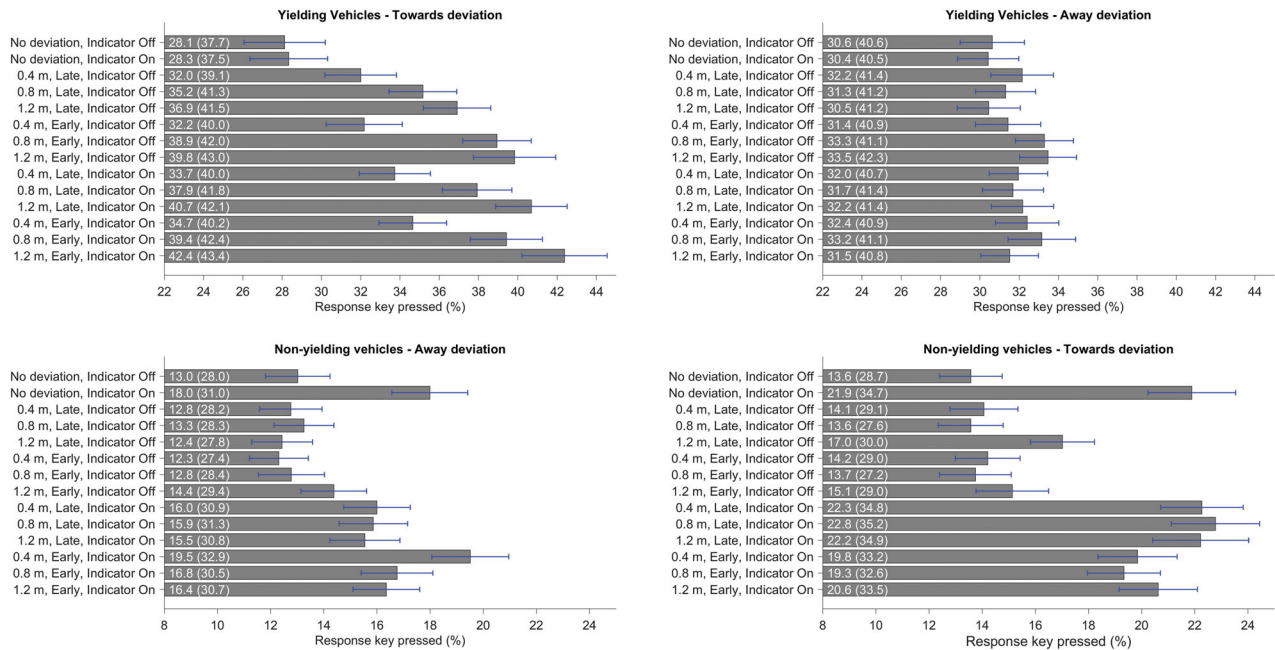 Yielding Vehicles - Towards deviation
No deviation, Indicator Off 28.1 (37.7)
No deviation, Indicator On 28.3 (37.5)
0.4 m, Late, Indicator Off 32.0 (39.1)
0.8 m, Late, Indicator Off 35.2 (41.3)
1.2 m, Late, Indicator Off 36.9 (41.5)
0.4 m, Early, Indicator Off 32.2 (40.0)
0.8 m, Early, Indicator Off 38.9 (42.0)
1.2 m, Early, Indicator Off 39.8 (43.0)
0.4 m, Late, Indicator On 33.7 (40.0)
0.8 m, Late, Indicator On 37.9 (41.8)
1.2 m, Late, Indicator On 40.7 (42.1)
0.4 m, Early, Indicator On 34.7 (40.2)
0.8 m, Early, Indicator On 39.4 (42.4)
1.2 m, Early, Indicator On 42.4 (43.4)
22 24 26 28 30 32 34 36 38 40 42 44
Response key pressed (%)
Yielding Vehicles - Away deviation
No deviation, Indicator Off 30.6 (40.6)
No deviation, Indicator On 30.4 (40.5)
0.4 m, Late, Indicator Off 32.2 (41.4)
0.8 m, Late, Indicator Off 31.3 (41.2)
1.2 m, Late, Indicator Off 30.5 (41.2)
0.4 m, Early, Indicator Off 31.4 (40.9)
0.8 m, Early, Indicator Off 33.3 (41.1)
1.2 m, Early, Indicator Off 33.5 (42.3)
0.4 m, Late, Indicator On 32.0 (40.7)
0.8 m, Late, Indicator On 31.7 (41.4)
1.2 m, Late, Indicator On 32.2 (41.4)
0.4 m, Early, Indicator On 32.4 (40.9)
0.8 m, Early, Indicator On 33.2 (41.1)
1.2 m, Early, Indicator On 31.5 (40.8)
22 24 26 28 30 32 34 36 38 40 42 44
Response key pressed (%)
Non-yielding vehicles - Away deviation
No deviation, Indicator Off 13.0 (28.0)
No deviation, Indicator On 18.0 (31.0)
0.4 m, Late, Indicator Off 12.8 (28.2)
0.8 m, Late, Indicator Off 13.3 (28.3)
1.2 m, Late, Indicator Off 12.4 (27.8)
0.4 m, Early, Indicator Off 12.3 (27.4)
0.8 m, Early, Indicator Off 12.8 (28.4)
1.2 m, Early, Indicator Off 14.4 (29.4)
0.4 m, Late, Indicator On 16.0 (30.9)
0.8 m, Late, Indicator On 15.9 (31.3)
1.2 m, Late, Indicator On 15.5 (30.8)
0.4 m, Early, Indicator On 19.5 (32.9)
0.8 m, Early, Indicator On 16.8 (30.5)
1.2 m, Early, Indicator On 16.4 (30.7)
8 10 12 14 16 18 20 22 24
Response key pressed (%)
Non-yielding vehicles - Towards deviation
No deviation, Indicator Off 13.6 (28.7)
No deviation, Indicator On 21.9 (34.7)
0.4 m, Late, Indicator Off 14.1 (29.1)
0.8 m, Late, Indicator Off 13.6 (27.6)
1.2 m, Late, Indicator Off 17.0 (30.0)
0.4 m, Early, Indicator Off 14.2 (29.0)
0.8 m, Early, Indicator Off 13.7 (27.2)
1.2 m, Early, Indicator Off 15.1 (29.0)
0.4 m, Late, Indicator On 22.3 (34.8)
0.8 m, Late, Indicator On 22.8 (35.2)
1.2 m, Late, Indicator On 22.2 (34.9)
0.4 m, Early, Indicator On 19.8 (33.2)
0.8 m, Early, Indicator On 19.3 (32.6)
1.2 m, Early, Indicator On 20.6 (33.5)
8 10 12 14 16 18 20 22 24
Response key pressed (%)